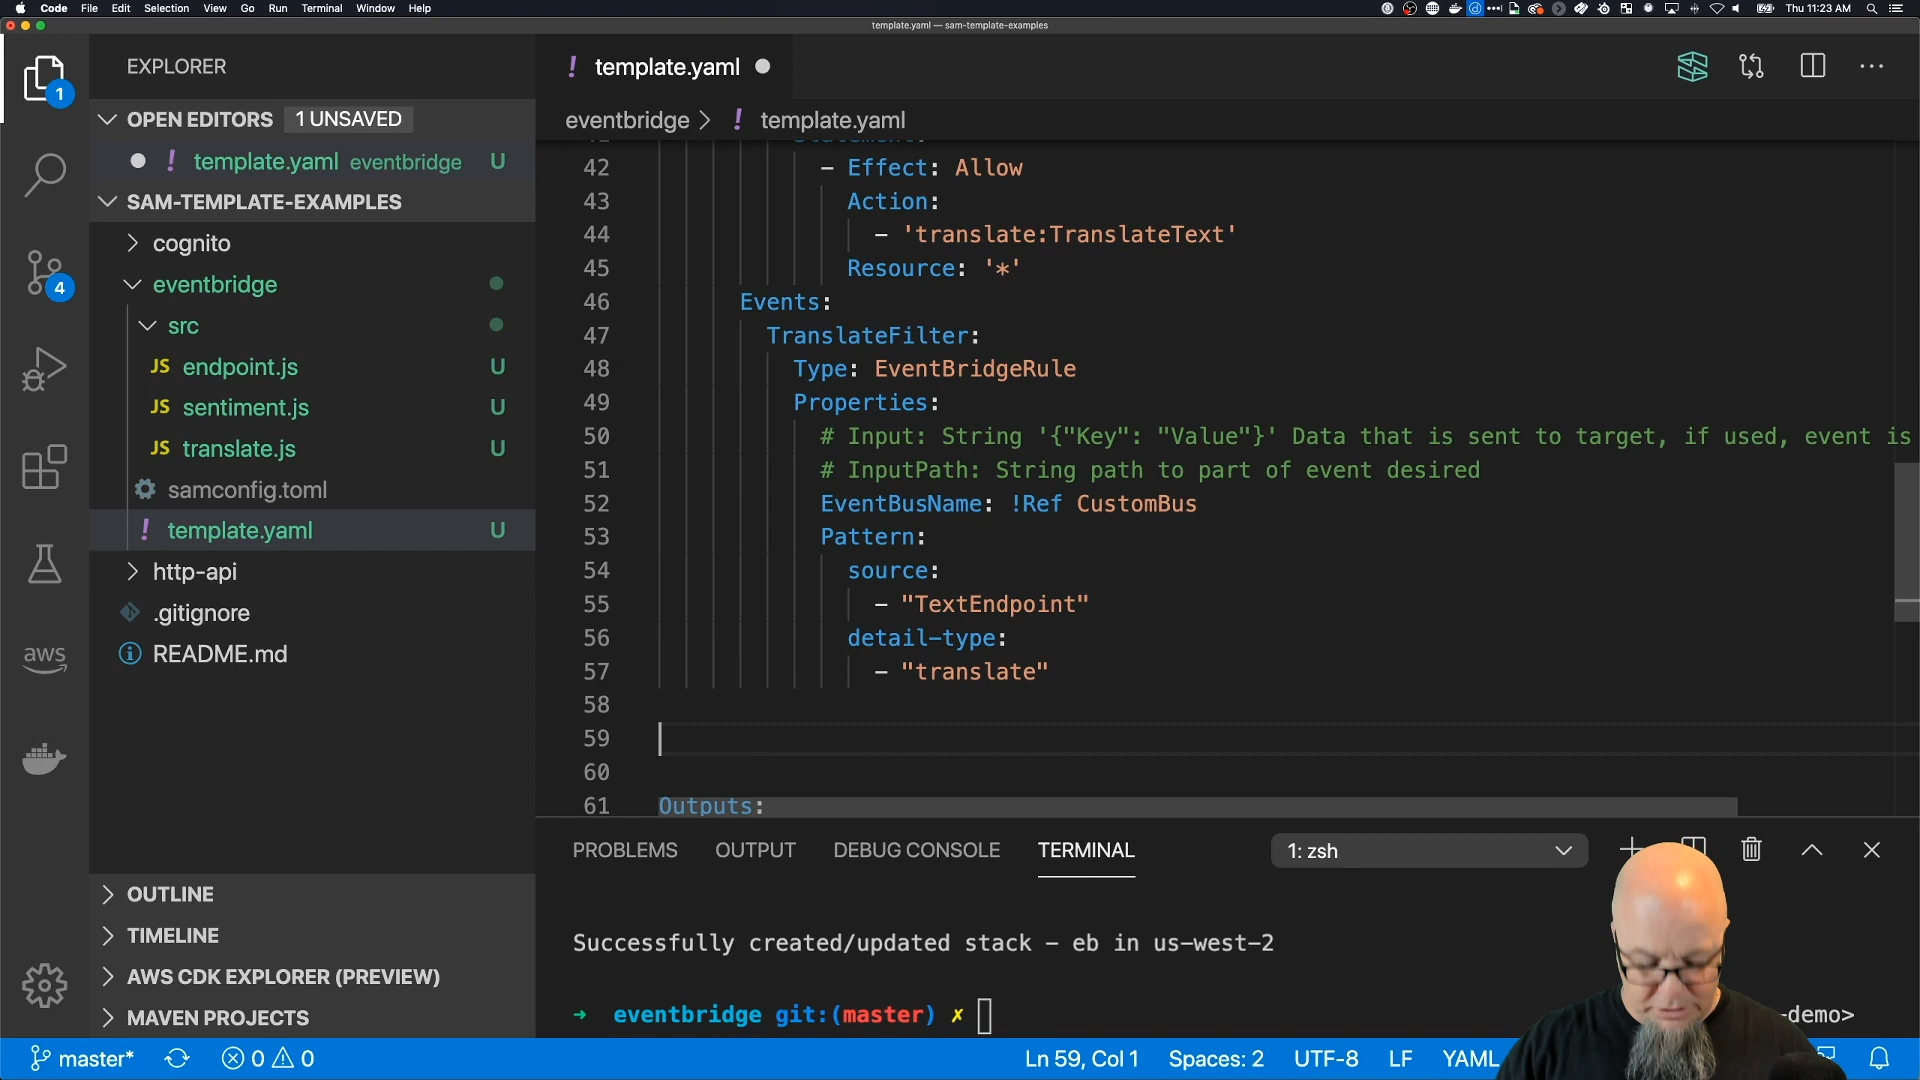 Code File Edit Selection View Go Run Terminal Window Help
Thu 11:23 AM
template.yaml — sam-template-examples
EXPLORER
OPEN EDITORS 1 UNSAVED
template.yaml eventbridge U
SAM-TEMPLATE-EXAMPLES
cognito
eventbridge
src
JS endpoint.js U
JS sentiment.js U
JS translate.js U
samconfig.toml
! template.yaml U
http-api
.gitignore
README.md
OUTLINE
TIMELINE
AWS CDK EXPLORER (PREVIEW)
MAVEN PROJECTS
1
4
aws
! template.yaml
eventbridge > ! template.yaml
Statement:
42 - Effect: Allow
43 Action:
44 - 'translate:TranslateText'
45 Resource: '*'
46 Events:
47 TranslateFilter:
48 Type: EventBridgeRule
49 Properties:
50 # Input: String '{"Key": "Value"}' Data that is sent to target, if used, event is
51 # InputPath: String path to part of event desired
52 EventBusName: !Ref CustomBus
53 Pattern:
54 source:
55 - "TextEndpoint"
56 detail-type:
57 - "translate"
58
59
60
61 Outputs:
PROBLEMS OUTPUT DEBUG CONSOLE TERMINAL 1: zsh
Successfully created/updated stack - eb in us-west-2
➜ eventbridge git:(master) ✗
-demo>
master* 0 0 Ln 59, Col 1 Spaces: 2 UTF-8 LF YAML